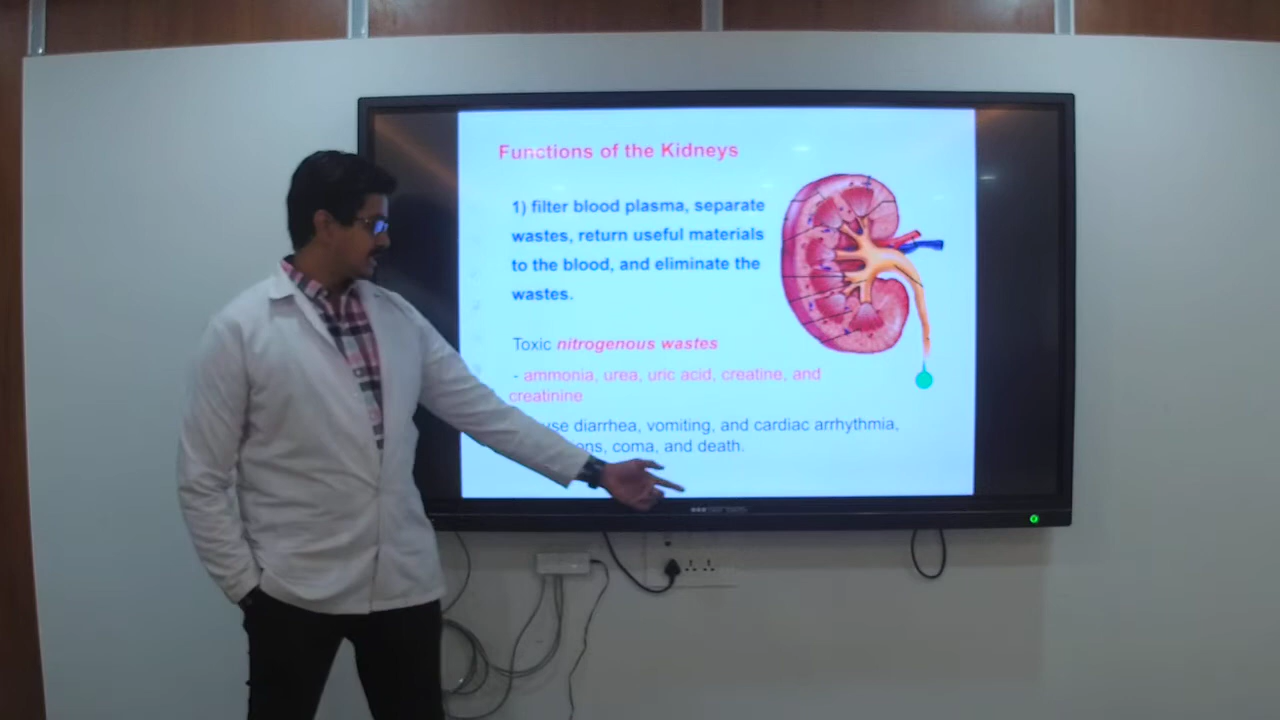 Functions of the Kidneys
1) filter blood plasma, separate
wastes, return useful materials
to the blood, and eliminate the
wastes.
Toxic nitrogenous wastes
- ammonia, urea, uric acid, creatine, and
creatinine
diarrhea, vomiting, and cardiac arrhythmia,
coma, and death.